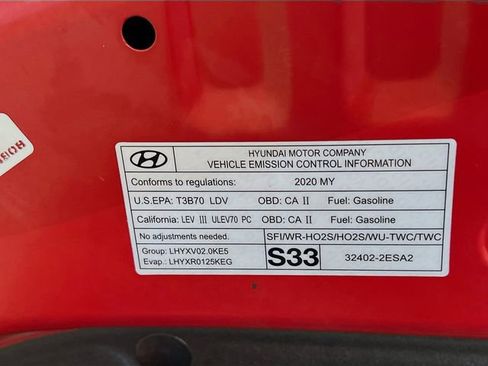 HYUNDAI MOTOR COMPANY
VEHICLE EMISSION CONTROL INFORMATION
Conforms to regulations: 2020 MY
U.S.EPA: T3B70 LDV OBD: CA II Fuel: Gasoline
California: LEV III ULEV70 PC OBD: CA II Fuel: Gasoline
No adjustments needed. SFI/WR-HO2S/HO2S/WU-TWC/TWC
Group: LHYXV02.0KE5
Evap.: LHYXR0125KEG
S33 32402-2ESA2